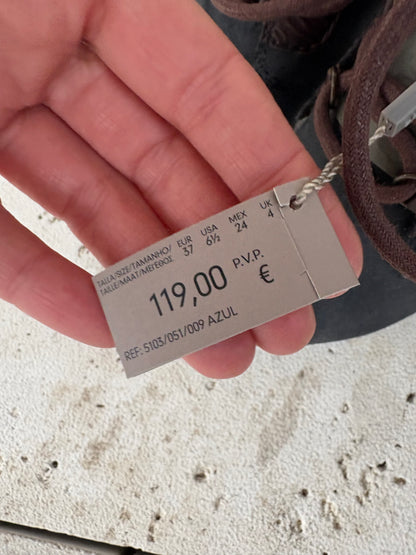 TALLA/SIZE/TAMANHO/ EUR USA MEX UK
TAILLE/MAAT/ΜΕΓΕΘΟΣ 37 6½ 24 4
119,00 P.V.P. €
REF: 5103/051/009 AZUL